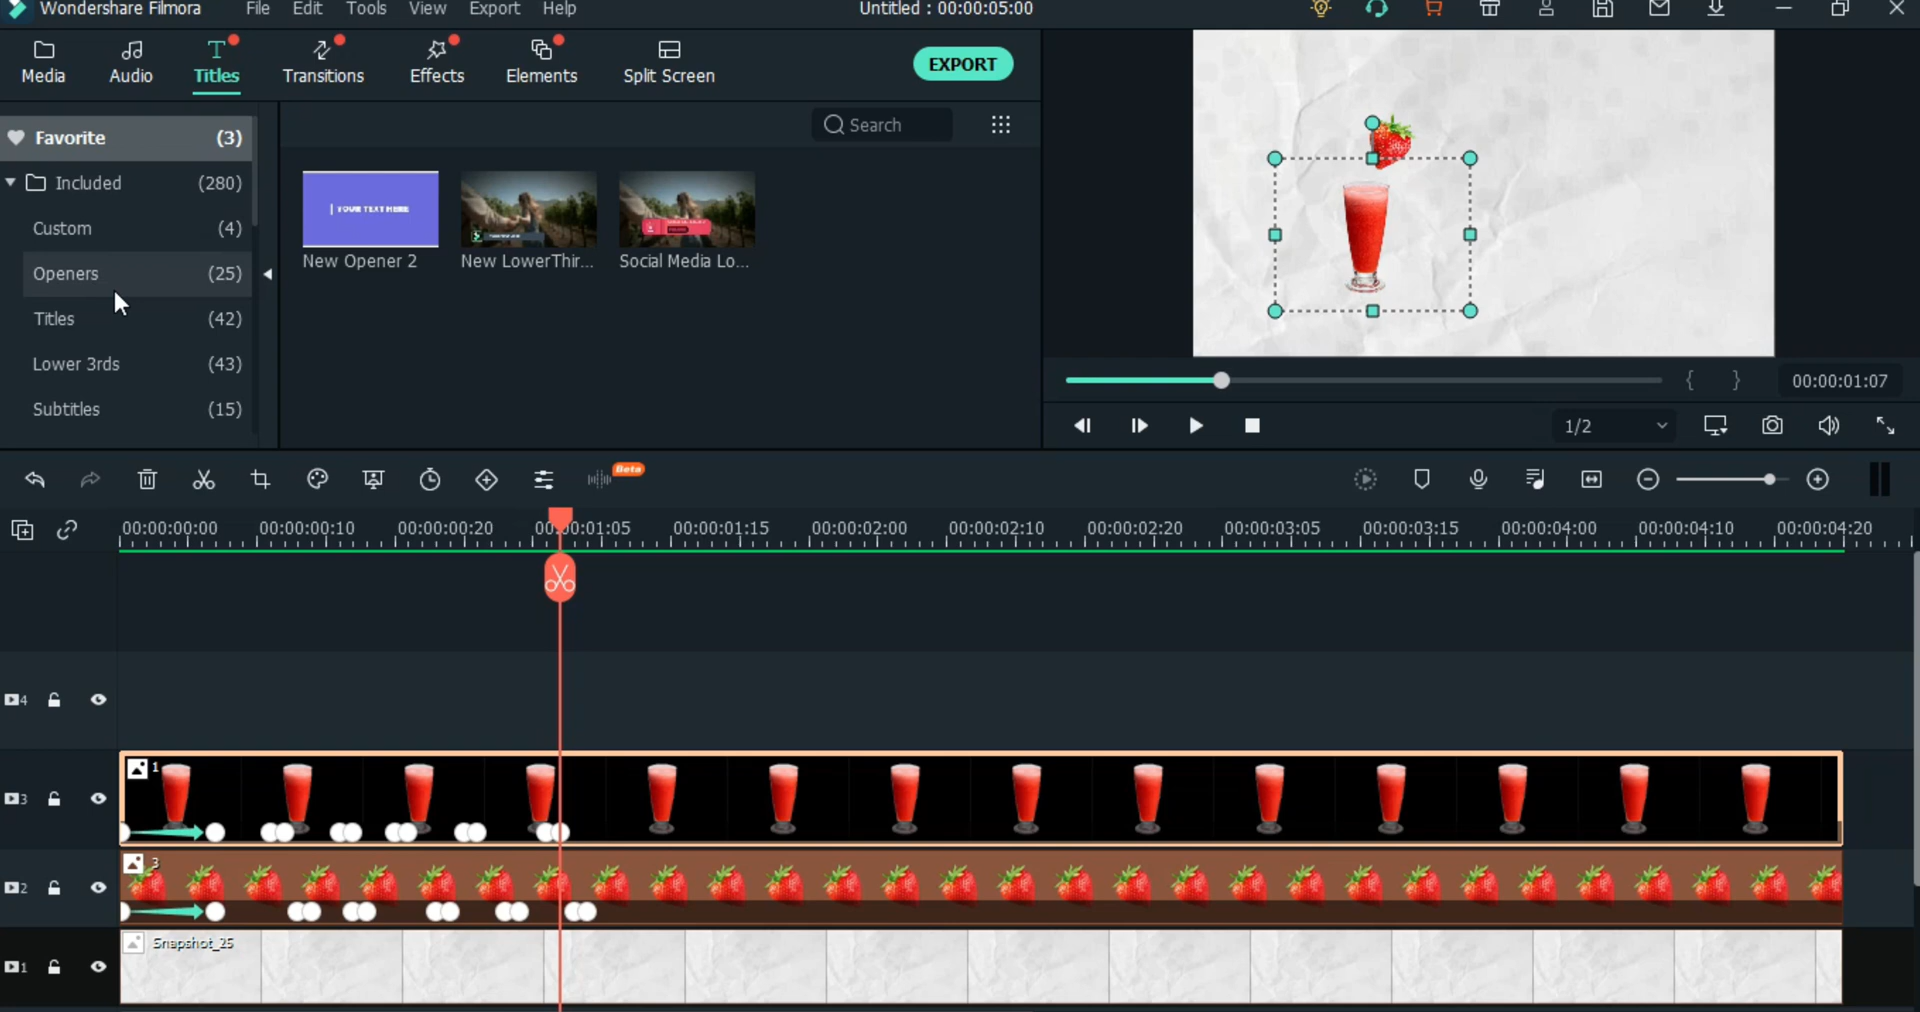 Wondershare Filmora File Edit Tools View Export Help Untitled : 00:00:05:00
Media Audio Titles Transitions Effects Elements Split Screen EXPORT
Favorite (3)
Included (280)
Custom (4)
Openers (25)
Titles (42)
Lower 3rds (43)
Subtitles (15)
Search
YOUR TEXT HERE
New Opener 2 New LowerThir... Social Media Lo...
00:00:01:07
1/2
Beta
00:00:00:00 00:00:00:10 00:00:00:20 00:00:01:05 00:00:01:15 00:00:02:00 00:00:02:10 00:00:02:20 00:00:03:05 00:00:03:15 00:00:04:00 00:00:04:10 00:00:04:20
4
3 1
2 3
1 Snapshot_25